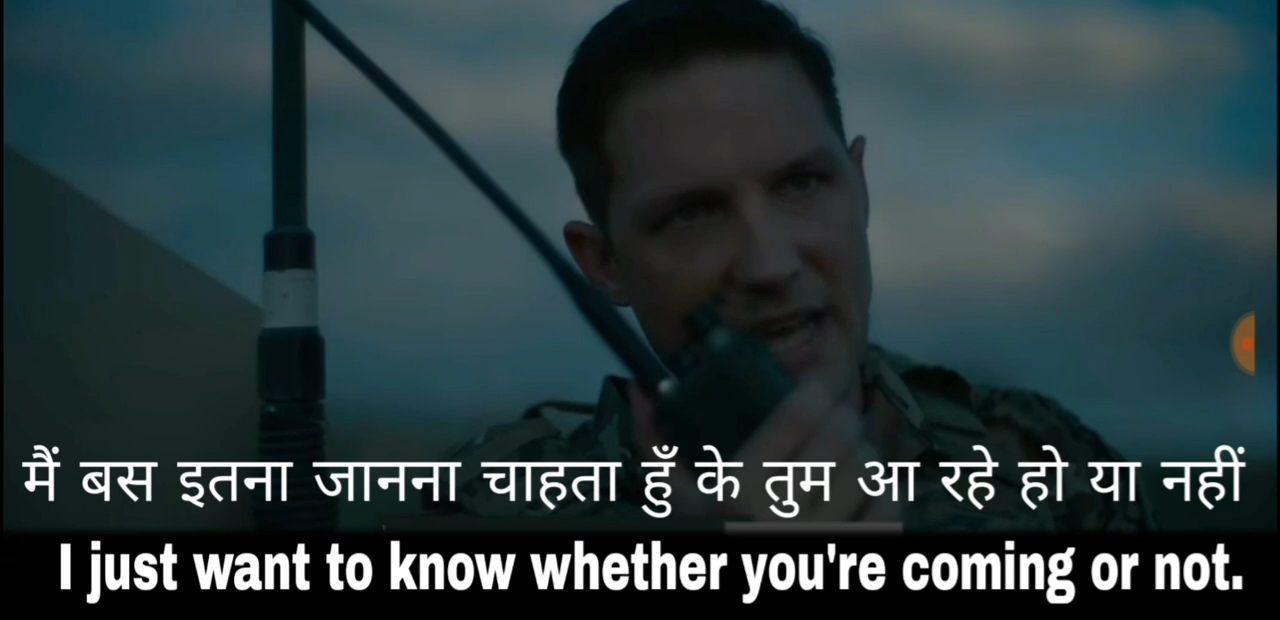 मैं बस इतना जानना चाहता हुँ के तुम आ रहे हो या नहीं
I just want to know whether you're coming or not.